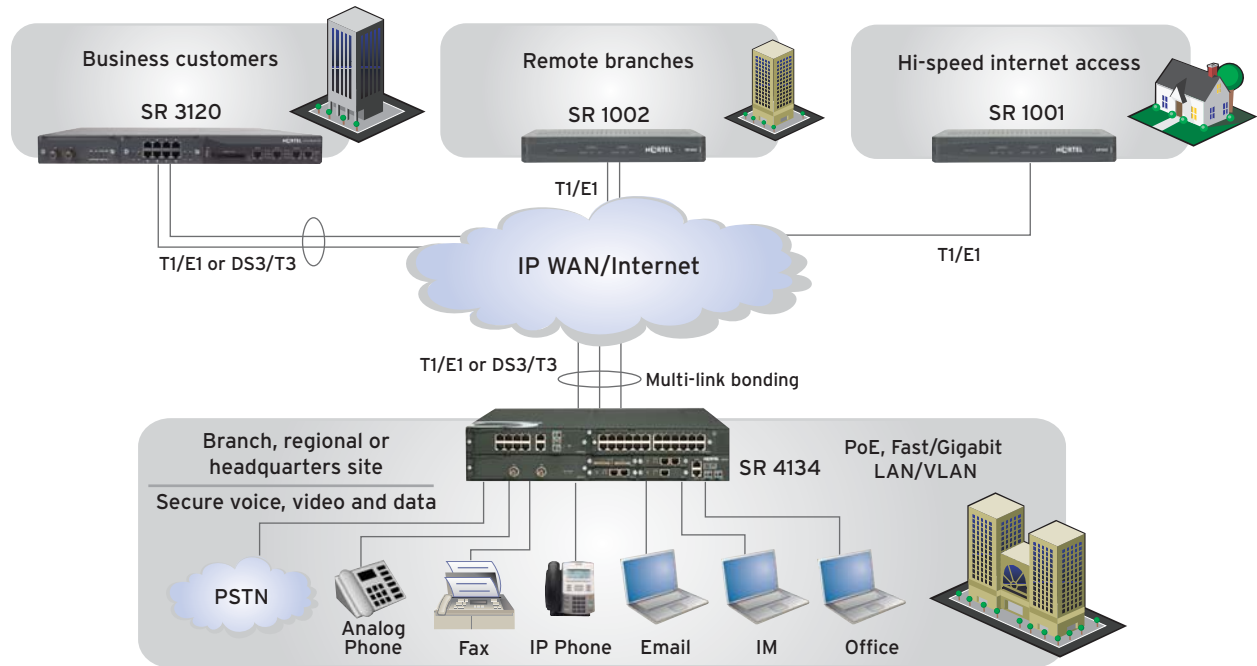 Business customers
SR 3120
Remote branches
SR 1002
Hi-speed internet access
SR 1001
NORTEL
NORTEL
T1/E1
T1/E1 or DS3/T3
T1/E1
IP WAN/Internet
T1/E1 or DS3/T3
Multi-link bonding
Branch, regional or
headquarters site
Secure voice, video and data
SR 4134
PoE, Fast/Gigabit
LAN/VLAN
PSTN
Analog
Phone
Fax
IP Phone
Email
IM
Office